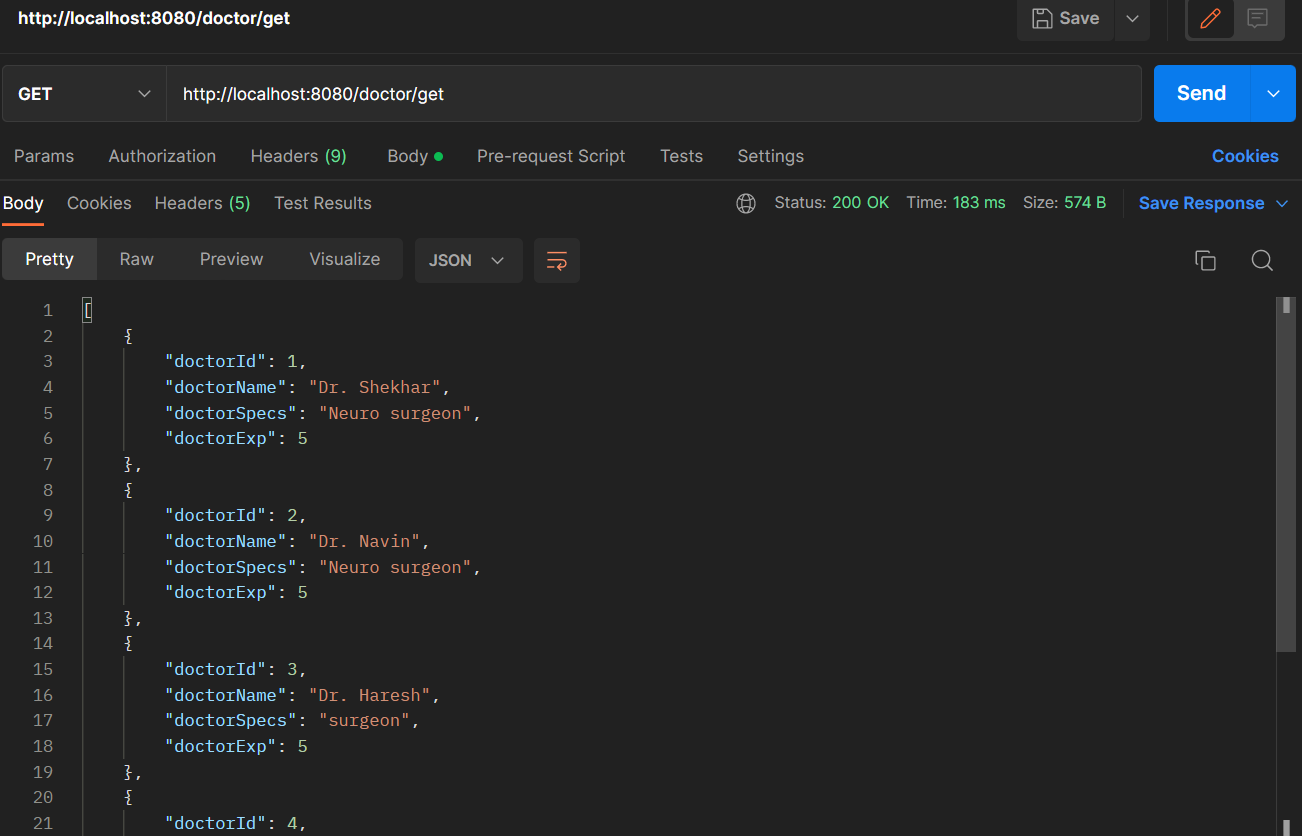 http://localhost:8080/doctor/get
Save
GET
http://localhost:8080/doctor/get
Send
Params Authorization Headers (9) Body Pre-request Script Tests Settings Cookies
Body Cookies Headers (5) Test Results Status: 200 OK Time: 183 ms Size: 574 B Save Response
Pretty Raw Preview Visualize JSON
1 [
2 {
3 "doctorId": 1,
4 "doctorName": "Dr. Shekhar",
5 "doctorSpecs": "Neuro surgeon",
6 "doctorExp": 5
7 },
8 {
9 "doctorId": 2,
10 "doctorName": "Dr. Navin",
11 "doctorSpecs": "Neuro surgeon",
12 "doctorExp": 5
13 },
14 {
15 "doctorId": 3,
16 "doctorName": "Dr. Haresh",
17 "doctorSpecs": "surgeon",
18 "doctorExp": 5
19 },
20 {
21 "doctorId": 4,